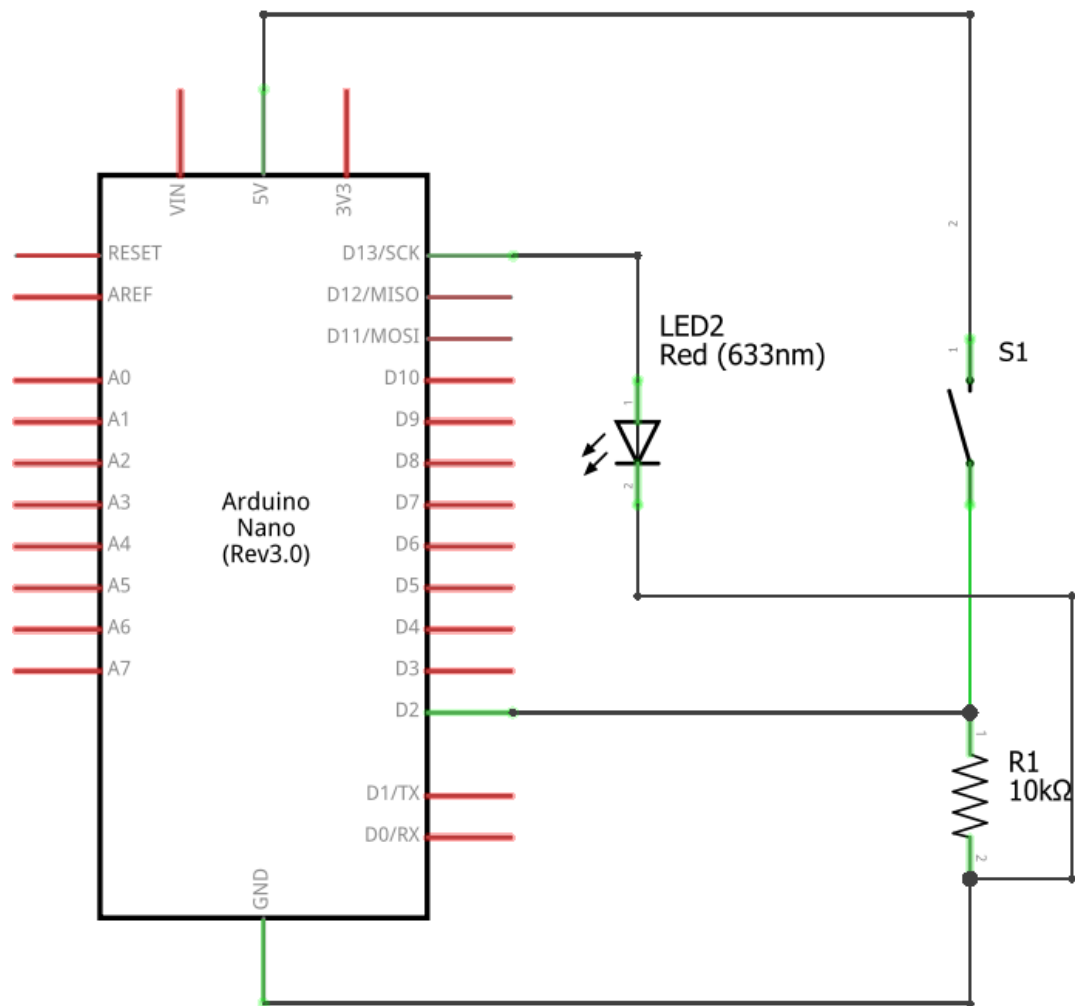 VIN
5V
3V3
RESET
D13/SCK
AREF
D12/MISO
D11/MOSI
A0
D10
A1
D9
A2
D8
A3
D7
A4
D6
A5
D5
A6
D4
A7
D3
D2
D1/TX
D0/RX
GND
Arduino
Nano
(Rev3.0)
LED2
Red (633nm)
1
2
2
1
S1
1
R1
10kΩ
2